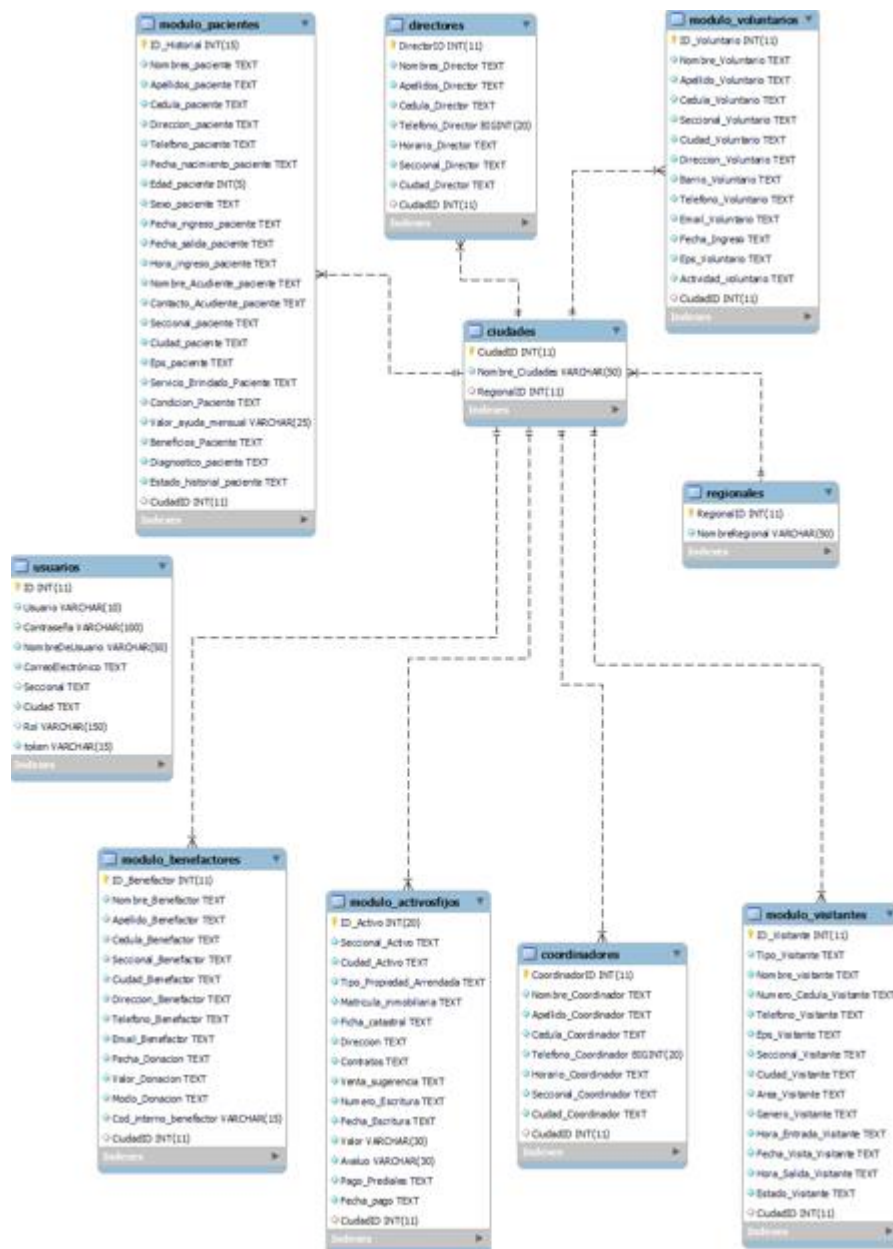 modulo_pacientes
ID_Historial INT(15)
Nombres_paciente TEXT
Apellidos_paciente TEXT
Cedula_paciente TEXT
Direccion_paciente TEXT
Telefono_paciente TEXT
Fecha_nacimiento_paciente TEXT
Edad_paciente INT(5)
Sexo_paciente TEXT
Fecha_ingreso_paciente TEXT
Fecha_salida_paciente TEXT
Hora_ingreso_paciente TEXT
Nombre_Acudiente_paciente TEXT
Contacto_Acudiente_paciente TEXT
Seccional_paciente TEXT
Ciudad_paciente TEXT
Eps_paciente TEXT
Servicio_Brindado_Paciente TEXT
Condicion_Paciente TEXT
Valor_ayuda_mensual VARCHAR(25)
Beneficios_Paciente TEXT
Diagnostico_paciente TEXT
Estado_historial_paciente TEXT
CiudadID INT(11)
Indexes
directores
DirectorID INT(11)
Nombres_Director TEXT
Apellidos_Director TEXT
Cedula_Director TEXT
Telefono_Director BIGINT(20)
Horario_Director TEXT
Seccional_Director TEXT
Ciudad_Director TEXT
CiudadID INT(11)
Indexes
modulo_voluntarios
ID_Voluntario INT(11)
Nombre_Voluntario TEXT
Apellido_Voluntario TEXT
Cedula_Voluntario TEXT
Seccional_Voluntario TEXT
Ciudad_Voluntario TEXT
Direccion_Voluntario TEXT
Barrio_Voluntario TEXT
Telefono_Voluntario TEXT
Email_Voluntario TEXT
Fecha_Ingreso TEXT
Eps_Voluntario TEXT
Actividad_voluntario TEXT
CiudadID INT(11)
Indexes
ciudades
CiudadID INT(11)
Nombre_Ciudades VARCHAR(50)
RegionalID INT(11)
Indexes
regionales
RegionalID INT(11)
NombreRegional VARCHAR(50)
Indexes
usuarios
ID INT(11)
Usuario VARCHAR(10)
Contraseña VARCHAR(100)
NombreDeUsuario VARCHAR(50)
CorreoElectrónico TEXT
Seccional TEXT
Ciudad TEXT
Rol VARCHAR(150)
token VARCHAR(15)
Indexes
modulo_benefactores
ID_Benefactor INT(11)
Nombre_Benefactor TEXT
Apellido_Benefactor TEXT
Cedula_Benefactor TEXT
Seccional_Benefactor TEXT
Ciudad_Benefactor TEXT
Direccion_Benefactor TEXT
Telefono_Benefactor TEXT
Email_Benefactor TEXT
Fecha_Donacion TEXT
Valor_Donacion TEXT
Modo_Donacion TEXT
Cod_interno_benefactor VARCHAR(15)
CiudadID INT(11)
Indexes
modulo_activosfijos
ID_Activo INT(20)
Seccional_Activo TEXT
Ciudad_Activo TEXT
Tipo_Propiedad_Arrendada TEXT
Matricula_inmobiliaria TEXT
Ficha_catastral TEXT
Direccion TEXT
Contratos TEXT
Venta_sugerencia TEXT
Numero_Escritura TEXT
Fecha_Escritura TEXT
Valor VARCHAR(30)
Avaluo VARCHAR(30)
Pago_Prediales TEXT
Fecha_pago TEXT
CiudadID INT(11)
Indexes
coordinadores
CoordinadorID INT(11)
Nombre_Coordinador TEXT
Apellido_Coordinador TEXT
Cedula_Coordinador TEXT
Telefono_Coordinador BIGINT(20)
Horario_Coordinador TEXT
Seccional_Coordinador TEXT
Ciudad_Coordinador TEXT
CiudadID INT(11)
Indexes
modulo_visitantes
ID_Visitante INT(11)
Tipo_Visitante TEXT
Nombre_visitante TEXT
Numero_Cedula_Visitante TEXT
Telefono_Visitante TEXT
Eps_Visitante TEXT
Seccional_Visitante TEXT
Ciudad_Visitante TEXT
Area_Visitante TEXT
Genero_Visitante TEXT
Hora_Entrada_Visitante TEXT
Fecha_Visita_Visitante TEXT
Hora_Salida_Visitante TEXT
Estado_Visitante TEXT
CiudadID INT(11)
Indexes